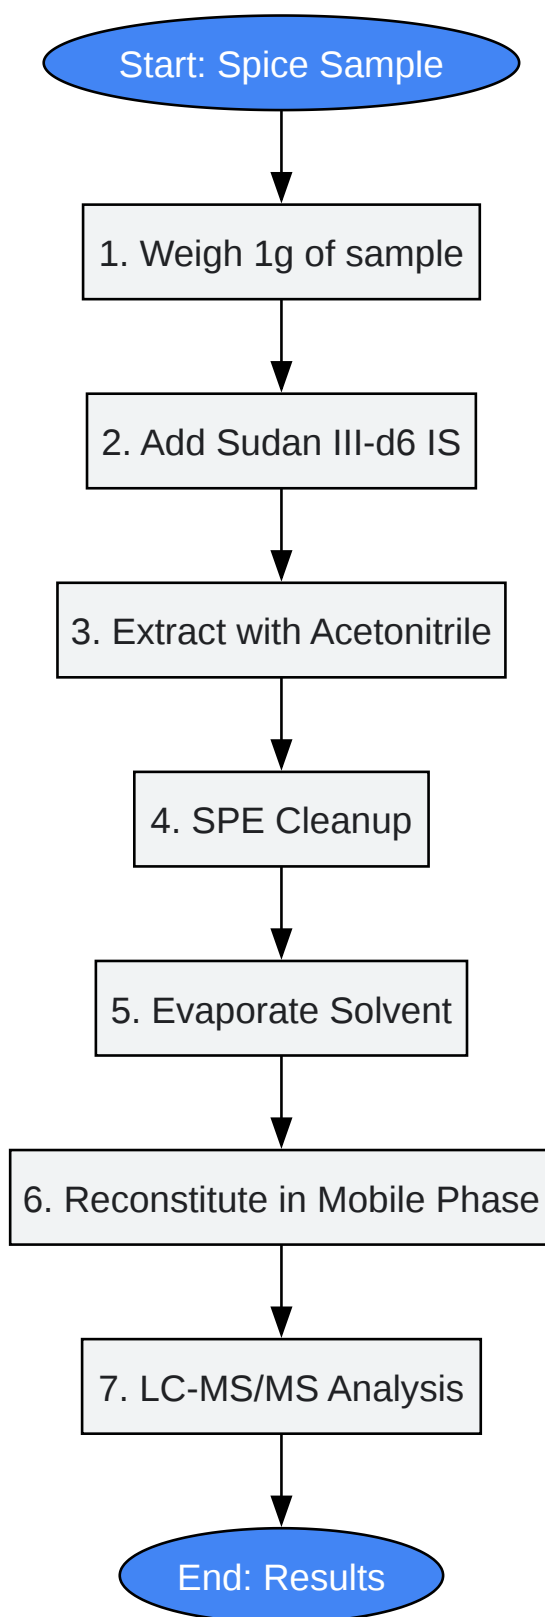 Start: Spice Sample
1. Weigh 1g of sample
2. Add Sudan III-d6 IS
3. Extract with Acetonitrile
4. SPE Cleanup
5. Evaporate Solvent
6. Reconstitute in Mobile Phase
7. LC-MS/MS Analysis
End: Results